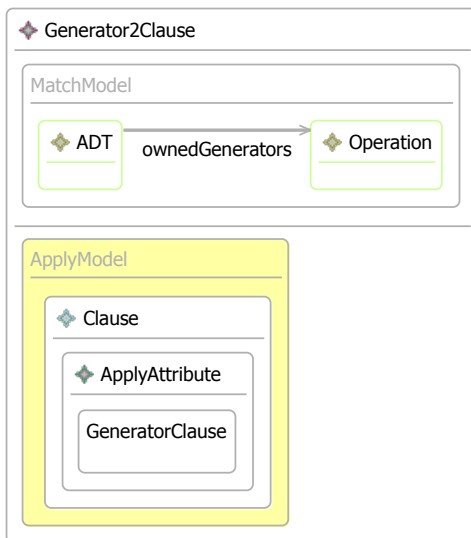 Generator2Clause
MatchModel
ADT
ownedGenerators
Operation
ApplyModel
Clause
ApplyAttribute
GeneratorClause